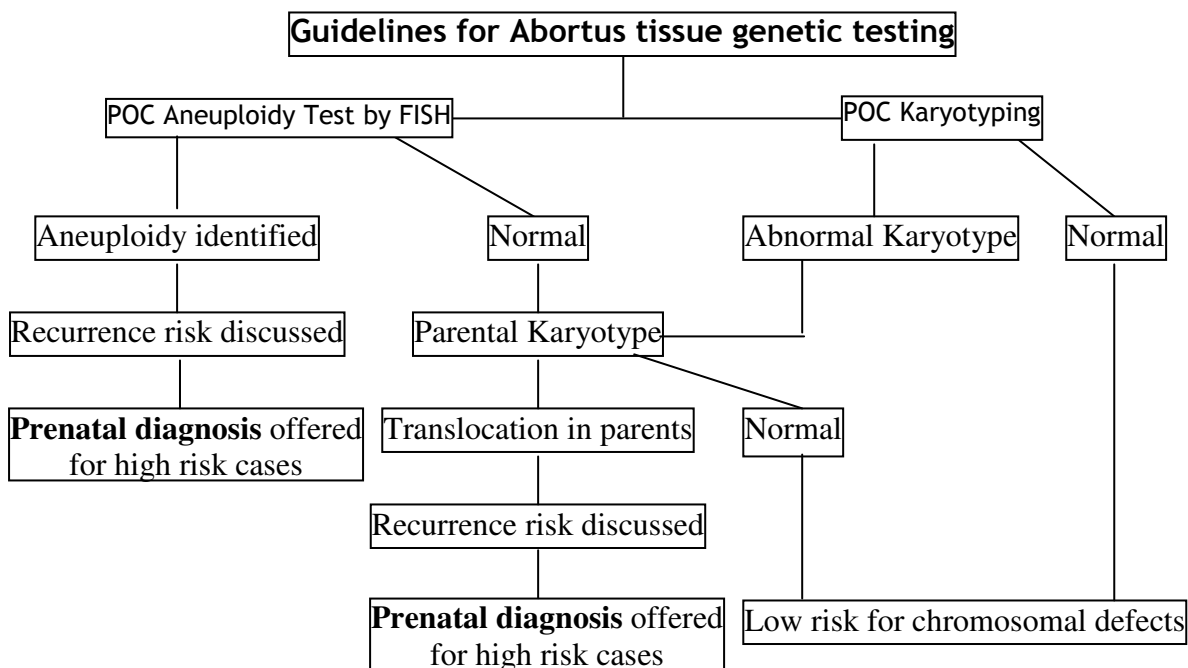 Guidelines for Abortus tissue genetic testing
POC Aneuploidy Test by FISH
POC Karyotyping
Aneuploidy identified
Normal
Abnormal Karyotype
Normal
Recurrence risk discussed
Parental Karyotype
Prenatal diagnosis offered
for high risk cases
Translocation in parents
Normal
Recurrence risk discussed
Prenatal diagnosis offered
for high risk cases
Low risk for chromosomal defects